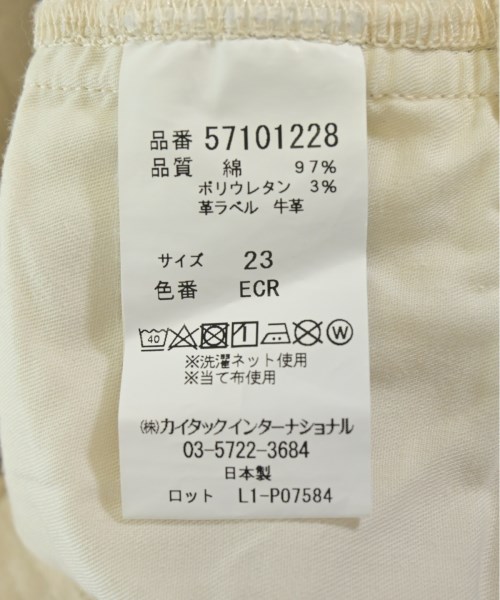 品番 57101228
品質 綿 97%
ポリウレタン 3%
革ラベル 牛革
サイズ 23
色番 ECR
40 W
※洗濯ネット使用
※当て布使用
㈱カイタックインターナショナル
03-5722-3684
日本製
ロット L1-P07584